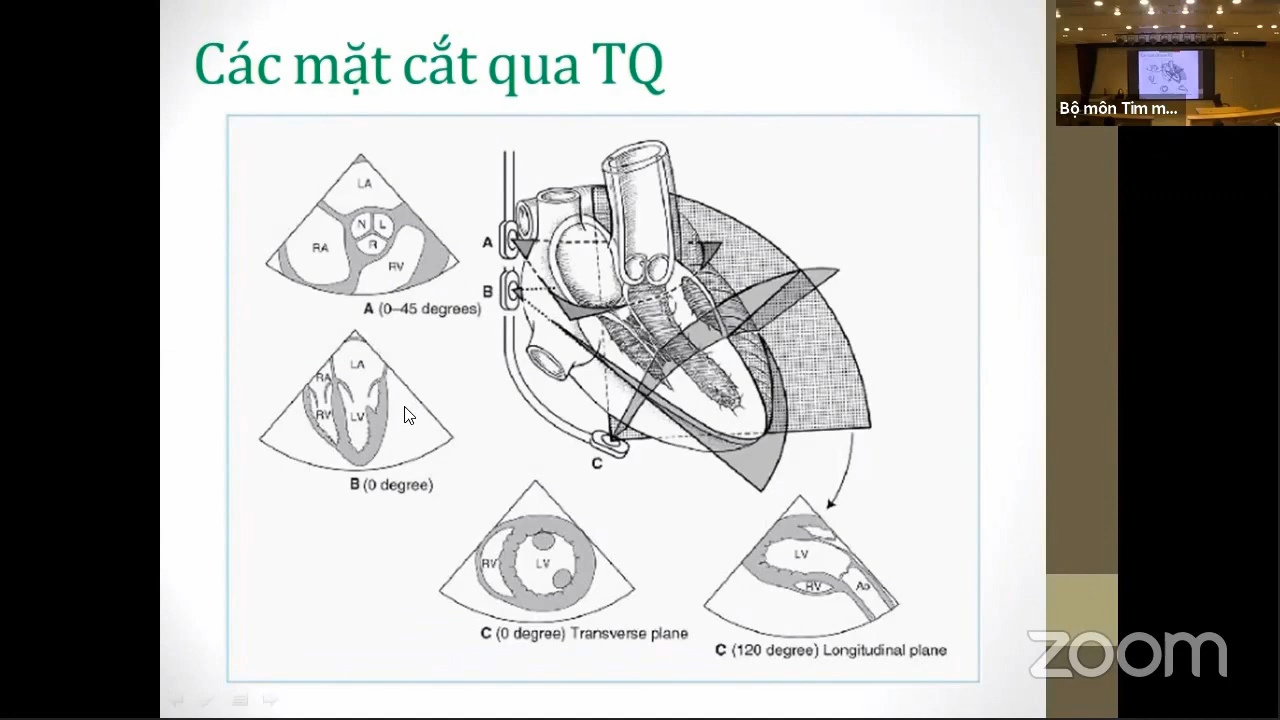 Các mặt cắt qua TQ
LA
N L
R
RA
RV
A (0–45 degrees)
LA
RA
RV LV
B (0 degree)
A
B
C
RV LV
C (0 degree) Transverse plane
LV
RV
Ao
C (120 degree) Longitudinal plane
Bộ môn Tim m...
zoom